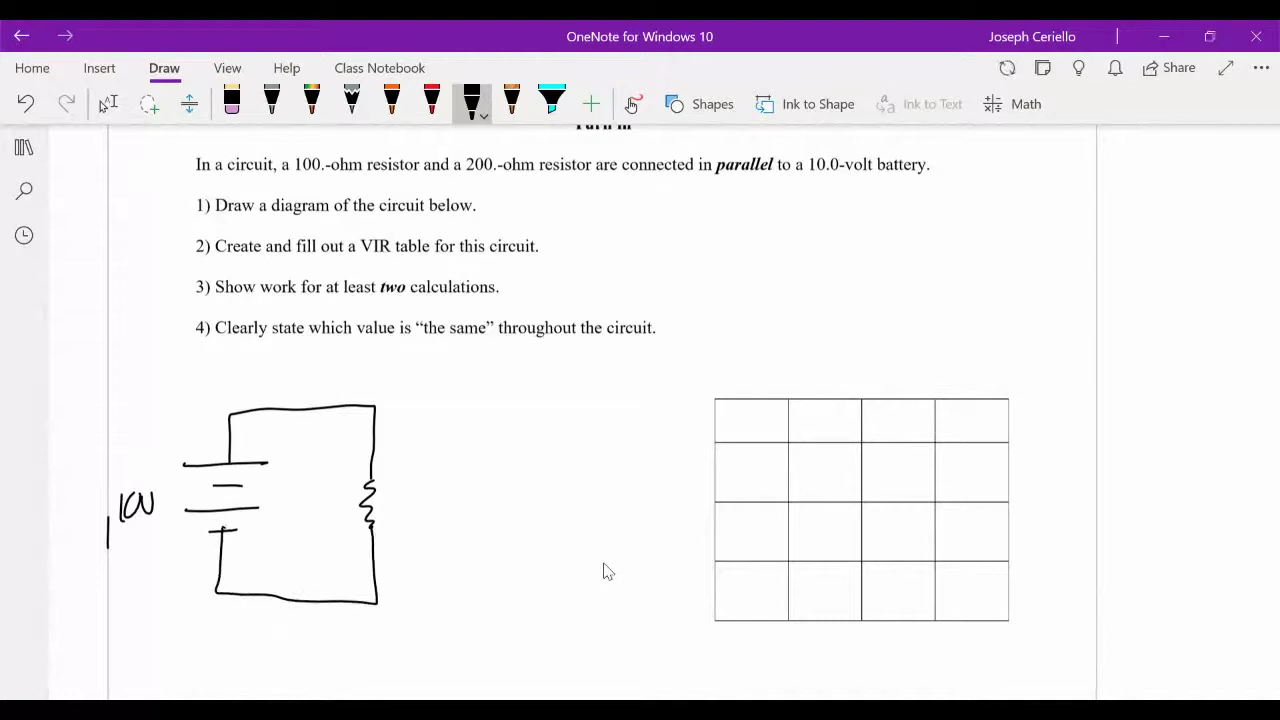 OneNote for Windows 10
Joseph Ceriello
Home Insert Draw View Help Class Notebook
Share
Shapes Ink to Shape Ink to Text Math
In a circuit, a 100.-ohm resistor and a 200.-ohm resistor are connected in parallel to a 10.0-volt battery.
1) Draw a diagram of the circuit below.
2) Create and fill out a VIR table for this circuit.
3) Show work for at least two calculations.
4) Clearly state which value is “the same” throughout the circuit.
10V